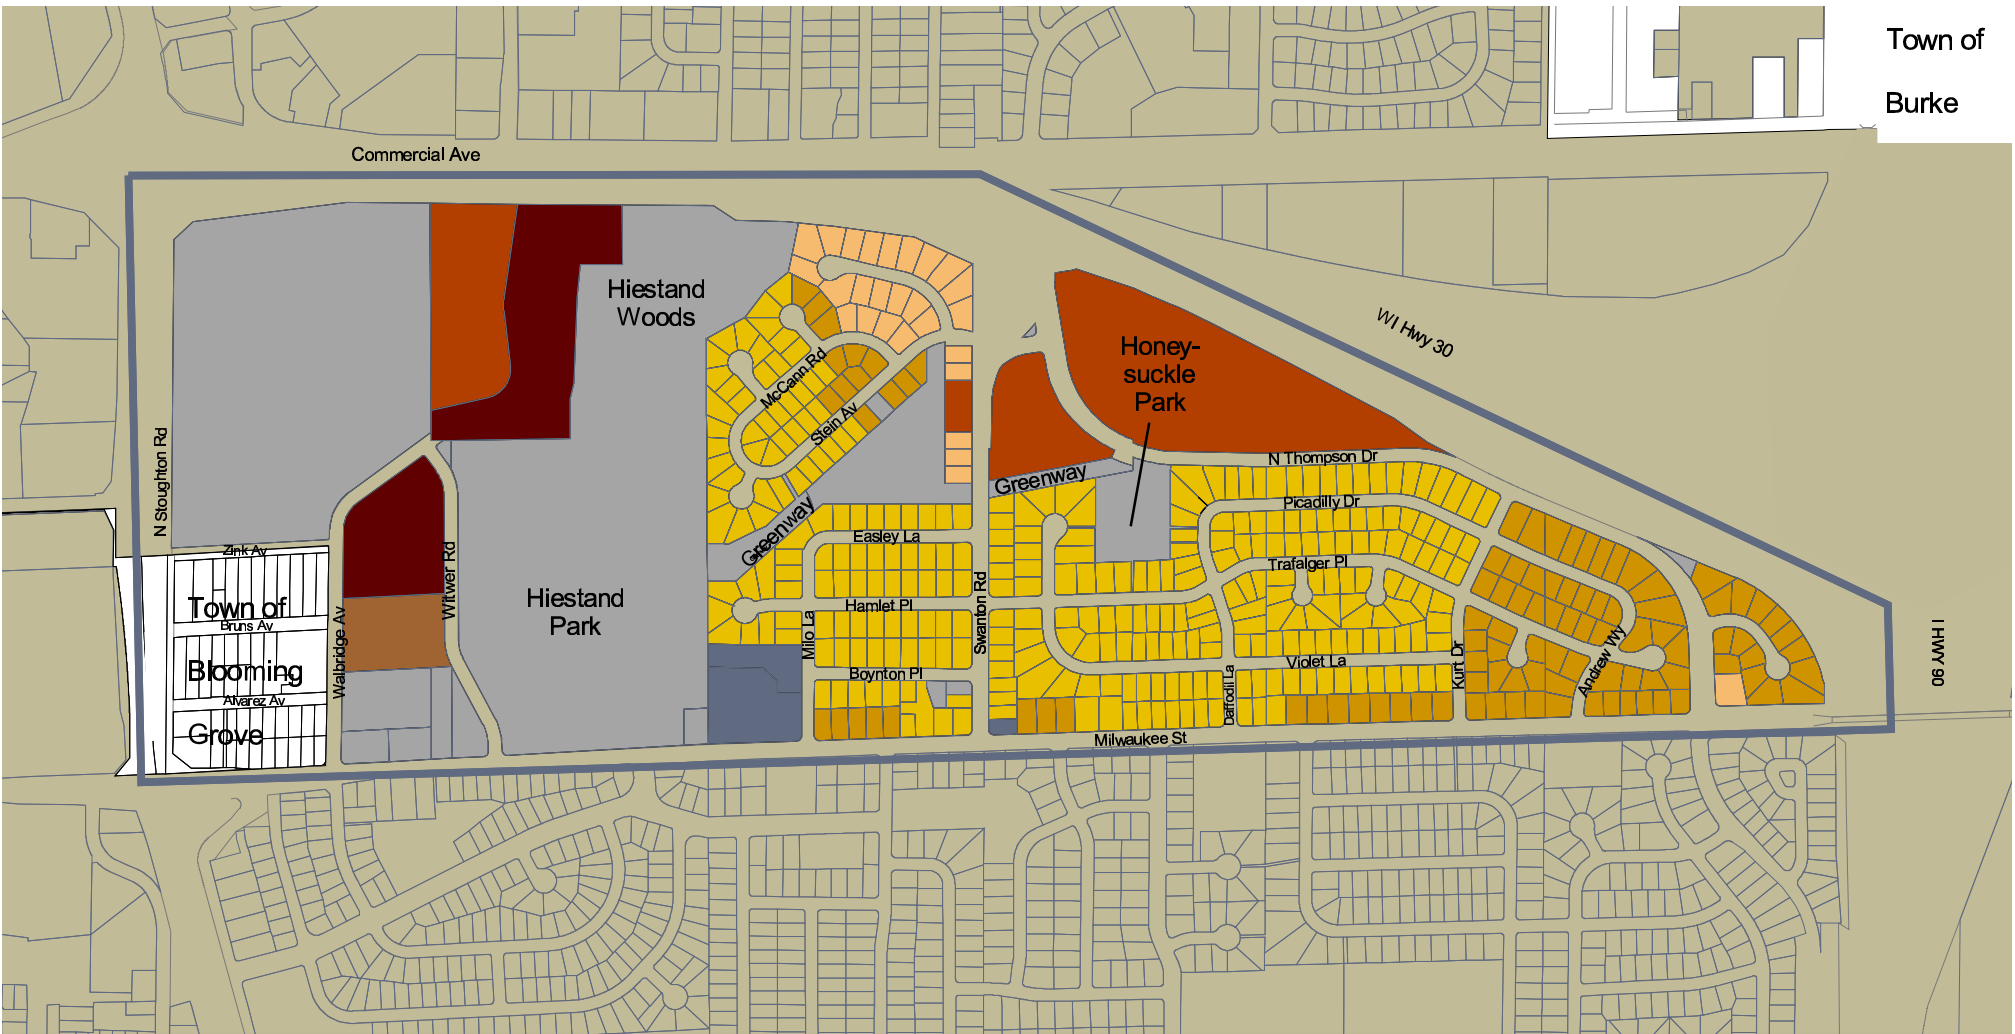 Town of
Burke
Commercial Ave
Hiestand
Woods
WI Hwy 30
Honey-
suckle
Park
McCann Rd
Stein Av
N Stoughton Rd
N Thompson Dr
Greenway
Picadilly Dr
Greenway
Easley La
Zink Av
Witwer Rd
Trafalger Pl
Hiestand
Park
Town of
Bruns Av
Blooming
Alvarez Av
Grove
Walbridge Av
Hamlet Pl
Milo La
Swanton Rd
Boynton Pl
Violet La
Daffodil La
Kurt Dr
Andrew Wy
I HWY 90
Milwaukee St